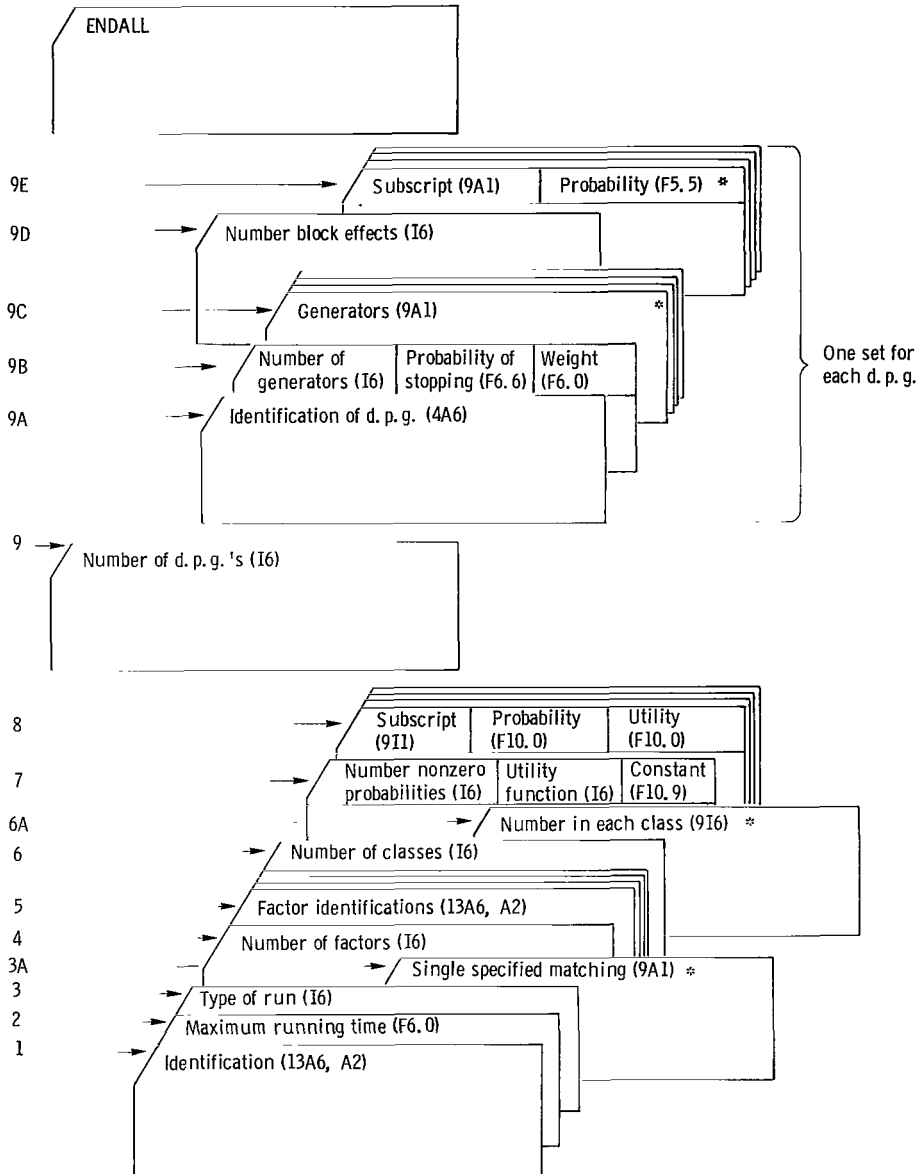 ENDALL
9E
Subscript (9A1) Probability (F5.5) *
9D
Number block effects (I6)
9C
Generators (9A1) *
9B
Number of generators (I6)
Probability of stopping (F6.6)
Weight (F6.0)
9A
Identification of d.p.g. (4A6)
One set for
each d.p.g.
9
Number of d.p.g.'s (I6)
8
Subscript (9I1)
Probability (F10.0)
Utility (F10.0)
7
Number nonzero probabilities (I6)
Utility function (I6)
Constant (F10.9)
6A
Number in each class (9I6) *
6
Number of classes (I6)
5
Factor identifications (13A6, A2)
4
Number of factors (I6)
3A
Single specified matching (9A1) *
3
Type of run (I6)
2
Maximum running time (F6.0)
1
Identification (13A6, A2)